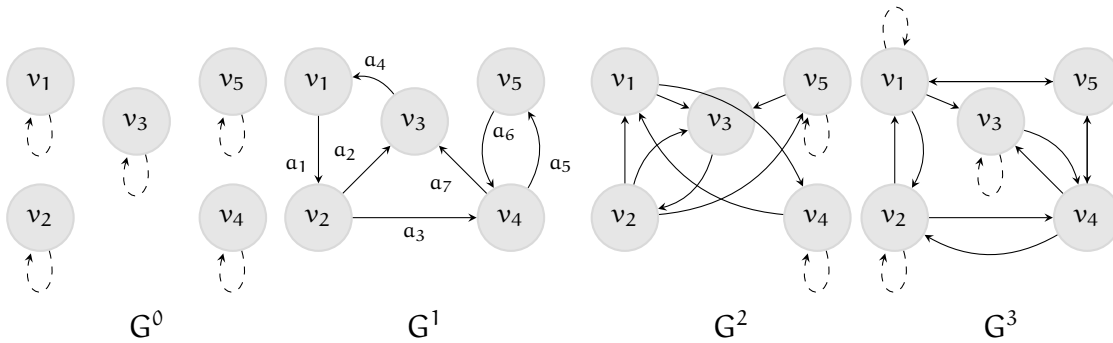 v₁ v₅ v₁ a₄ v₅ v₁ v₅ v₁ v₅
v₃ v₃ a₆ v₃ v₃
a₁ a₂ a₇ a₅
v₂ v₄ v₂ v₄ v₂ v₄ v₂ v₄
a₃
G⁰ G¹ G² G³